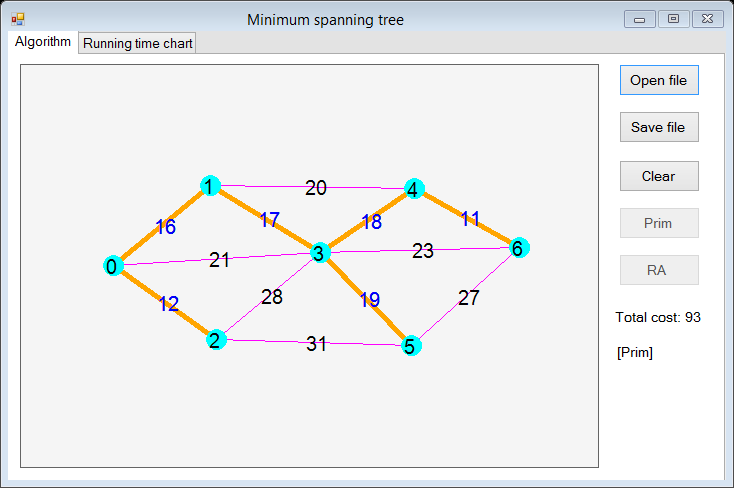 Minimum spanning tree
Algorithm
Running time chart
Open file
Save file
Clear
Prim
RA
Total cost: 93
[Prim]
1
20
4
16
17
18
11
0
21
3
23
6
12
28
19
27
2
31
5